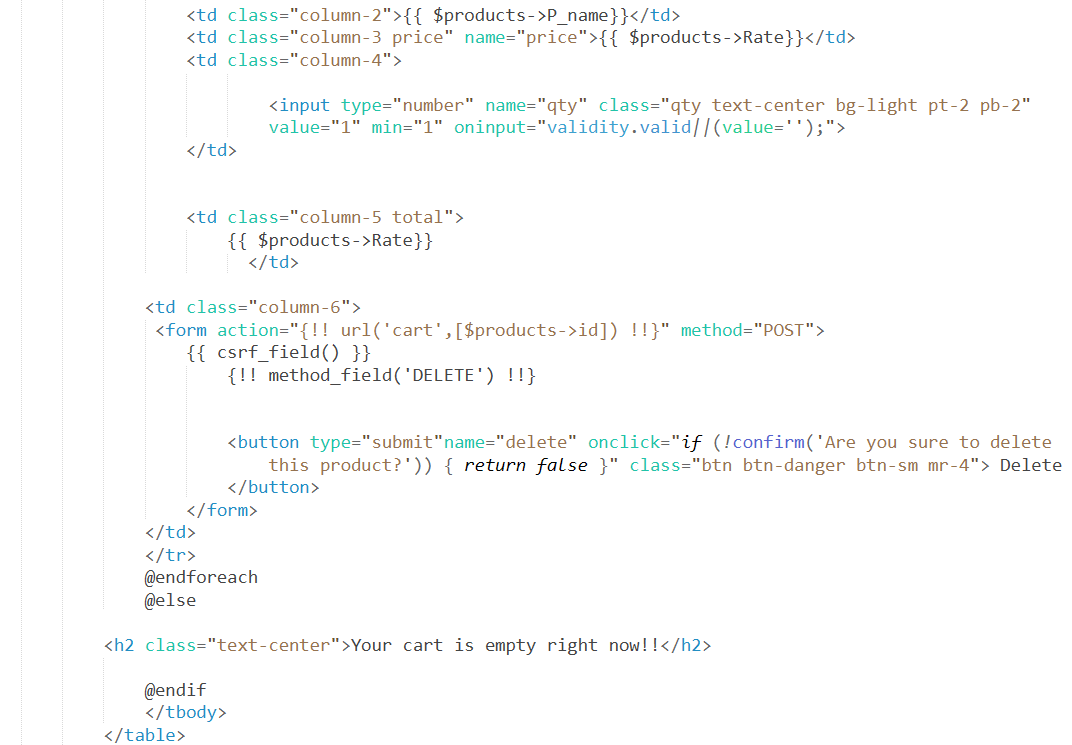 <td class="column-2">{{ $products->P_name}}</td>
<td class="column-3 price" name="price">{{ $products->Rate}}</td>
<td class="column-4">
<input type="number" name="qty" class="qty text-center bg-light pt-2 pb-2"
value="1" min="1" oninput="validity.valid||(value='');">
</td>
<td class="column-5 total">
{{ $products->Rate}}
</td>
<td class="column-6">
<form action="{!! url('cart',[$products->id]) !!}" method="POST">
{{ csrf_field() }}
{!! method_field('DELETE') !!}
<button type="submit"name="delete" onclick="if (!confirm('Are you sure to delete
this product?')) { return false }" class="btn btn-danger btn-sm mr-4"> Delete
</button>
</form>
</td>
</tr>
@endforeach
@else
<h2 class="text-center">Your cart is empty right now!!</h2>
@endif
</tbody>
</table>